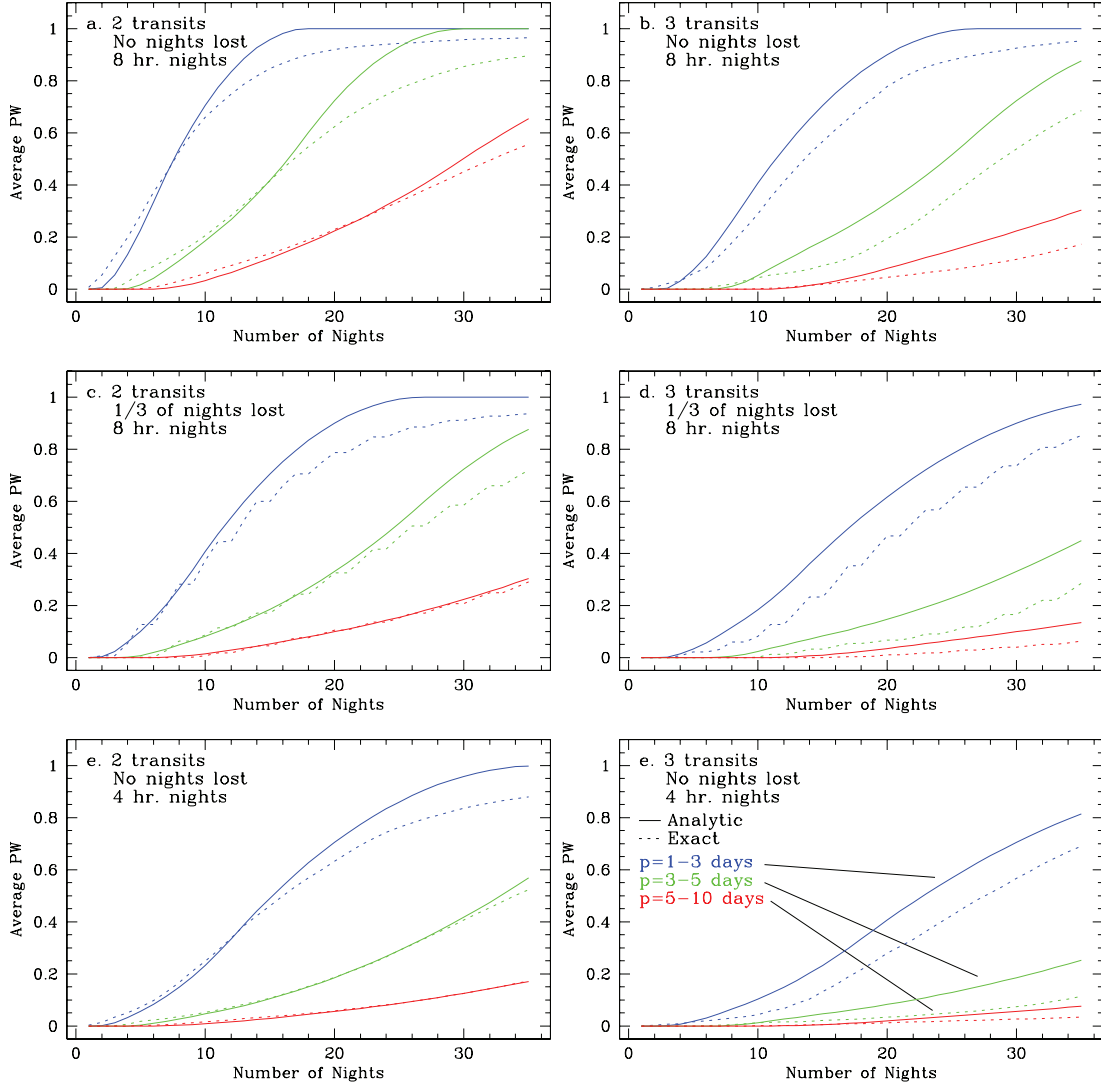 a. 2 transits
No nights lost
8 hr. nights
1
0.8
0.6
0.4
0.2
0
Average PW
0
10
20
30
Number of Nights
b. 3 transits
No nights lost
8 hr. nights
1
0.8
0.6
0.4
0.2
0
Average PW
0
10
20
30
Number of Nights
c. 2 transits
1/3 of nights lost
8 hr. nights
1
0.8
0.6
0.4
0.2
0
Average PW
0
10
20
30
Number of Nights
d. 3 transits
1/3 of nights lost
8 hr. nights
1
0.8
0.6
0.4
0.2
0
Average PW
0
10
20
30
Number of Nights
e. 2 transits
No nights lost
4 hr. nights
1
0.8
0.6
0.4
0.2
0
Average PW
0
10
20
30
Number of Nights
e. 3 transits
No nights lost
4 hr. nights
Analytic
Exact
p=1-3 days
p=3-5 days
p=5-10 days
1
0.8
0.6
0.4
0.2
0
Average PW
0
10
20
30
Number of Nights